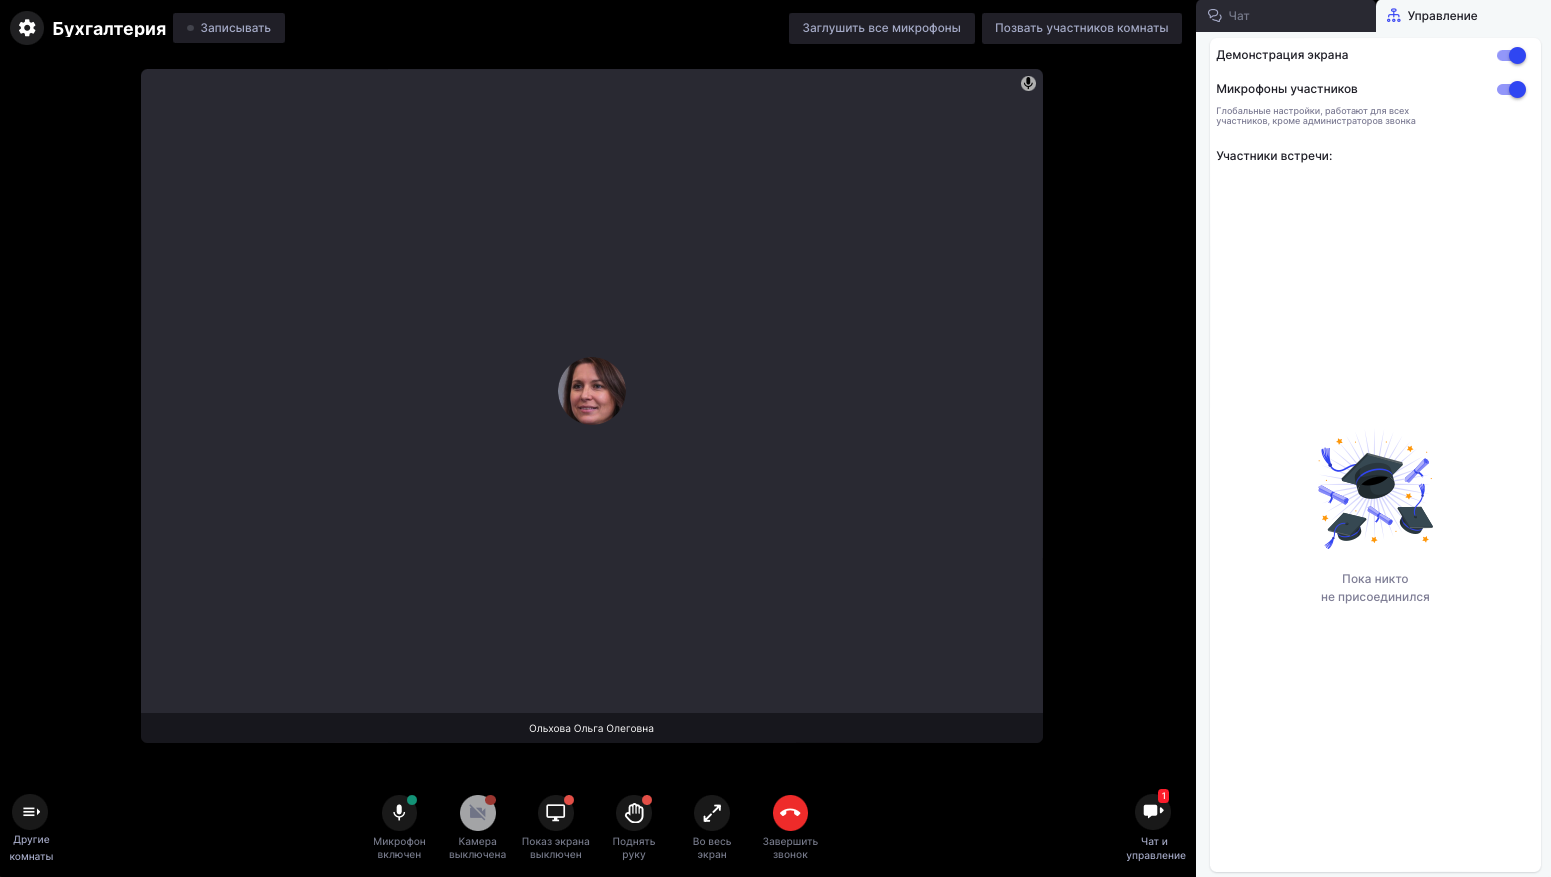 Бухгалтерия
Записывать
Заглушить все микрофоны
Позвать участников комнаты
Чат
Управление
Демонстрация экрана
Микрофоны участников
Глобальные настройки, работают для всех
участников, кроме администраторов звонка
Участники встречи:
Пока никто
не присоединился
Ольхова Ольга Олеговна
Другие
комнаты
Микрофон
включен
Камера
выключена
Показ экрана
выключен
Поднять
руку
Во весь
экран
Завершить
звонок
1
Чат и
управление